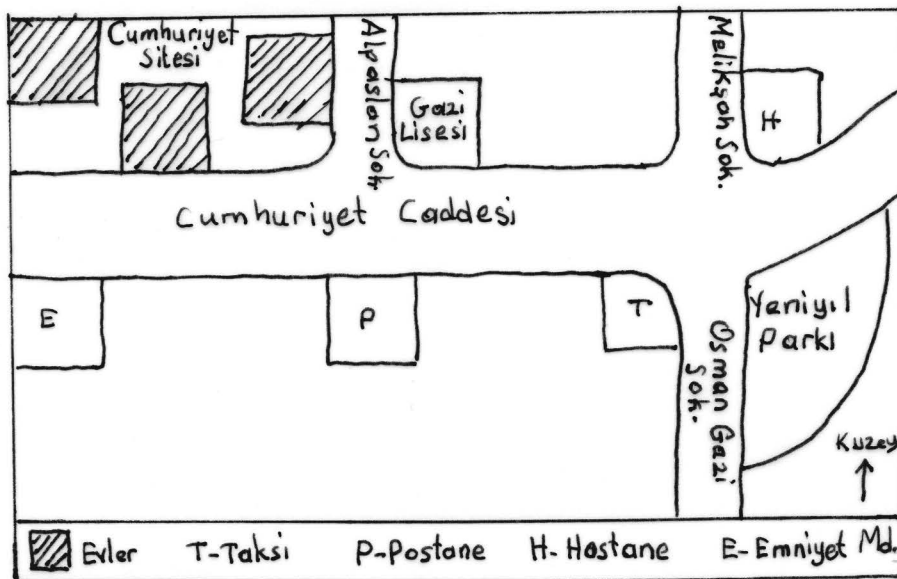 Cumhuriyet
Sitesi
Alpaslan Sok.
Gazi
Lisesi
Melikşah Sok.
H
Cumhuriyet Caddesi
E
P
T
Osman Gazi
Sok.
Yeniyıl
Parkı
Kuzey
Evler
T-Taksi
P-Postane
H-Hastane
E-Emniyet Md.